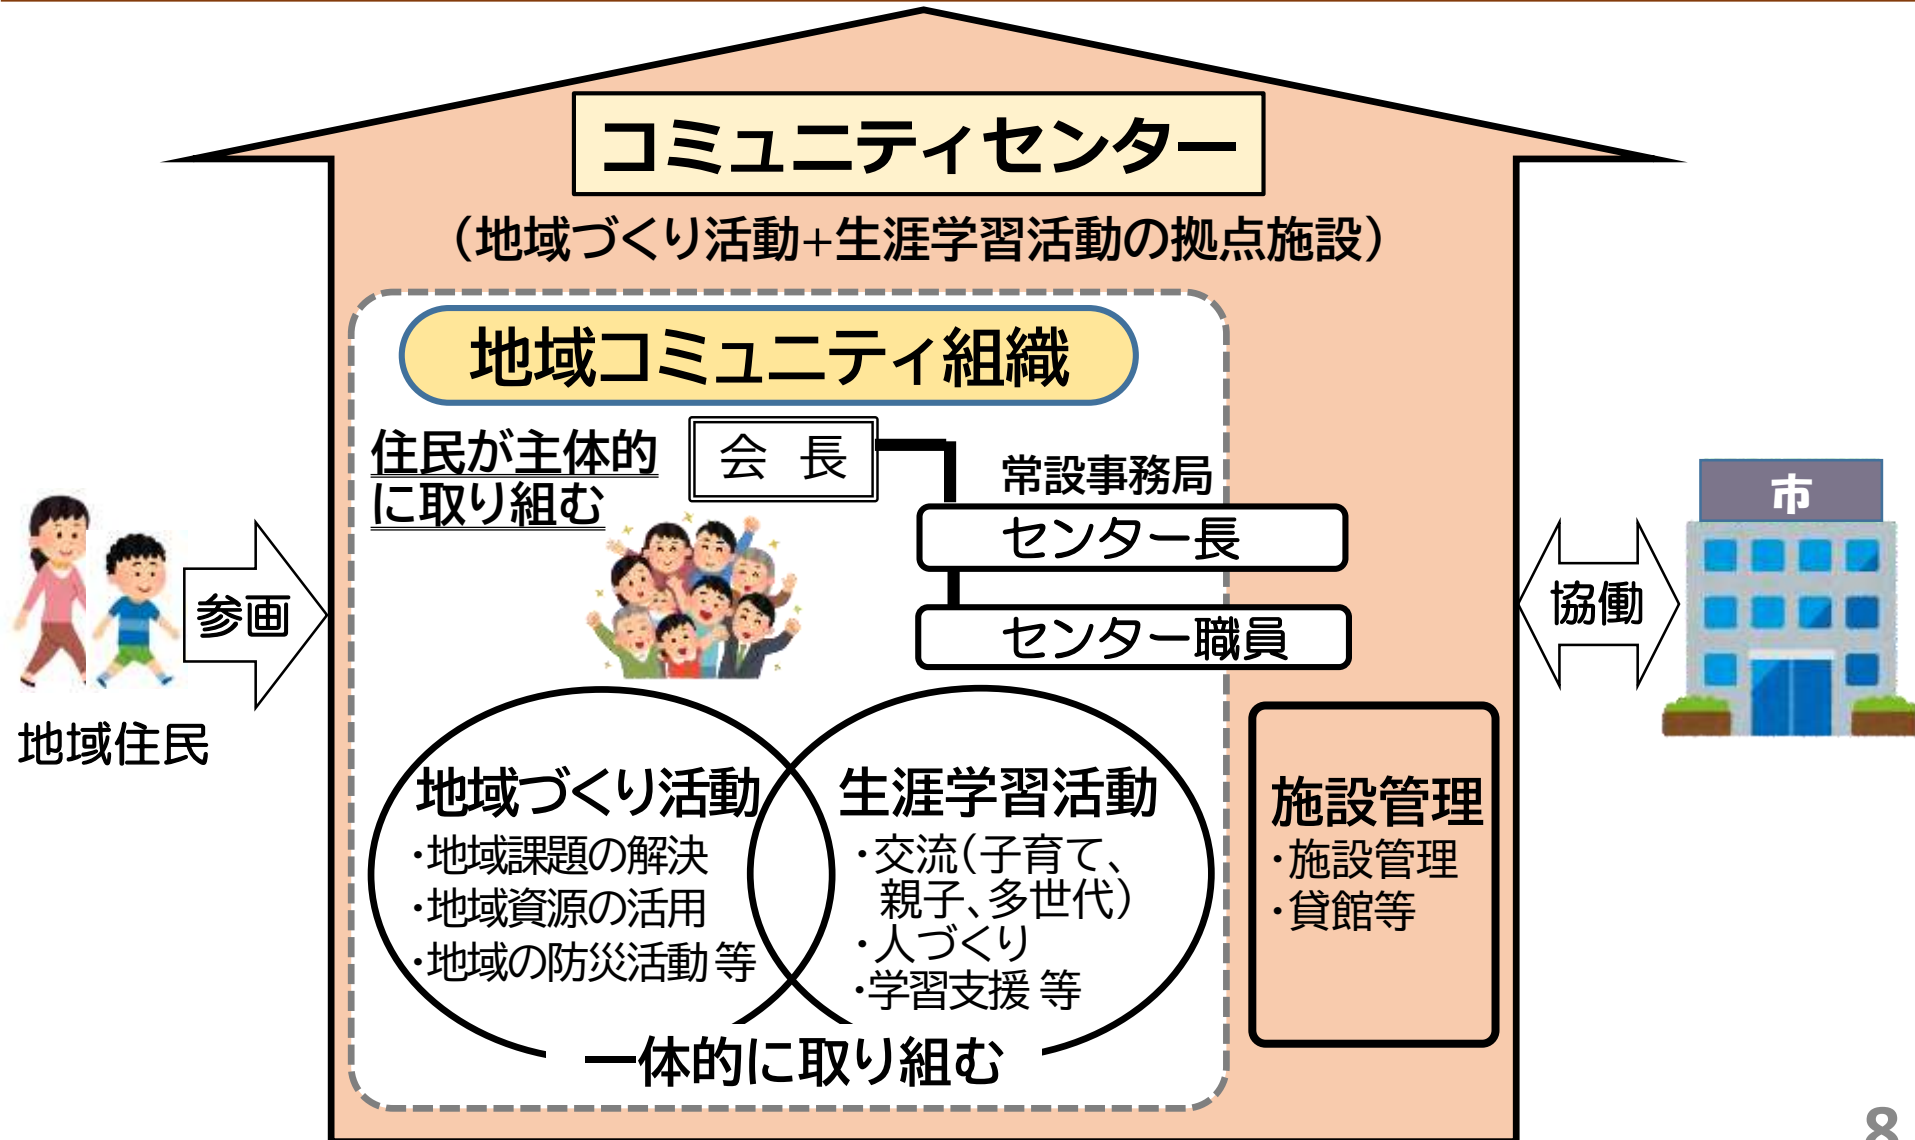 コミュニティセンター
（地域づくり活動+生涯学習活動の拠点施設）
地域コミュニティ組織
住民が主体的
に取り組む
会 長
常設事務局
センター長
センター職員
参画
地域住民
市
協働
地域づくり活動
・地域課題の解決
・地域資源の活用
・地域の防災活動 等
生涯学習活動
・交流（子育て、
親子、多世代）
・人づくり
・学習支援 等
一体的に取り組む
施設管理
・施設管理
・貸館等
8